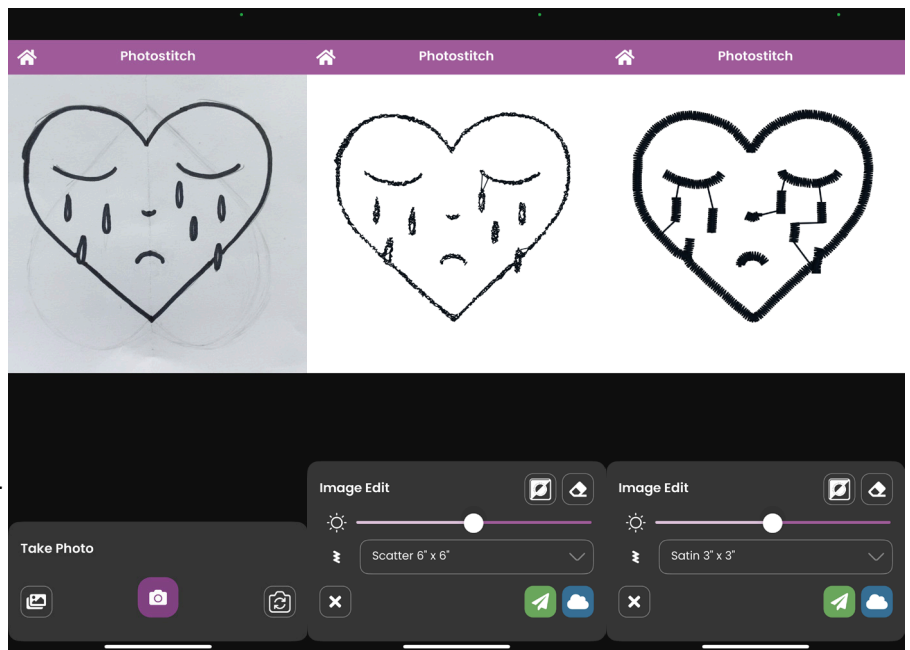 Photostitch
Take Photo
Photostitch
Image Edit
Scatter 6" x 6"
Photostitch
Image Edit
Satin 3" x 3"